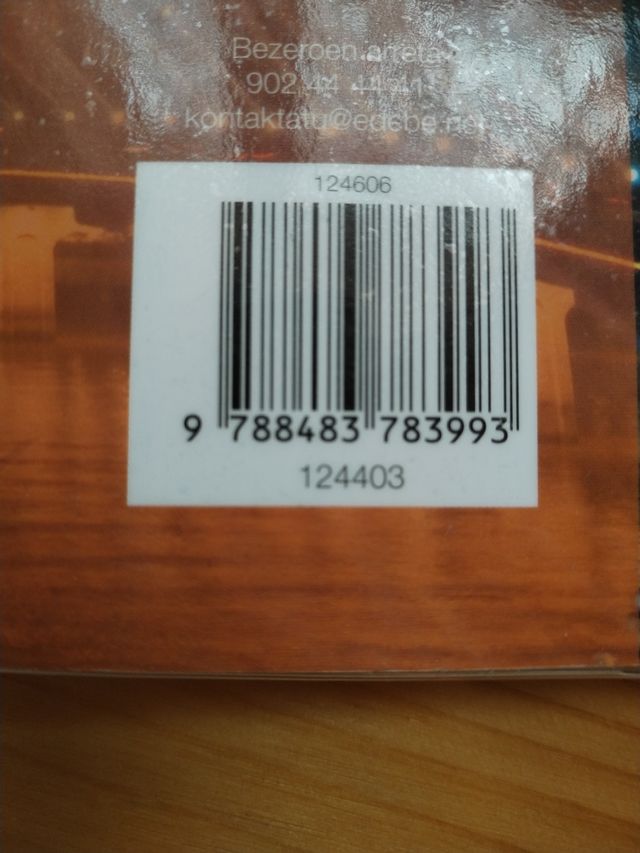 Bezeroen arreta
902 44 44 41
kontaktatu@edebe.net
124606
9 788483 783993
124403